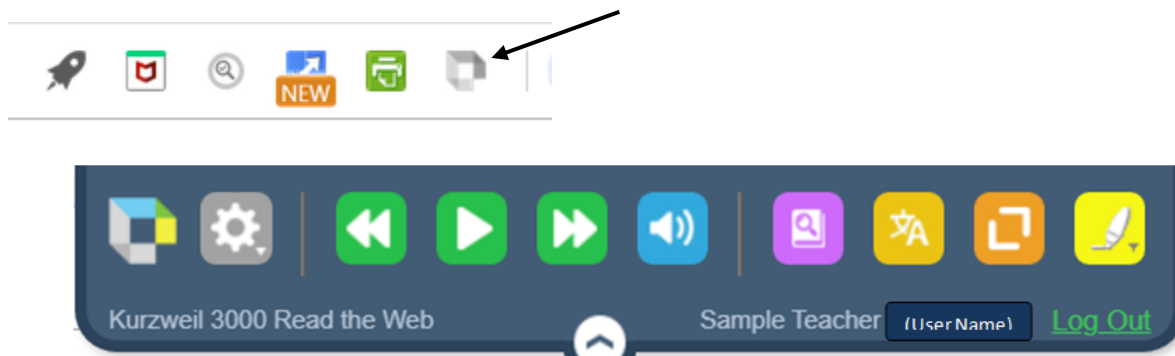 NEW
Kurzweil 3000 Read the Web
Sample Teacher (User Name) Log Out